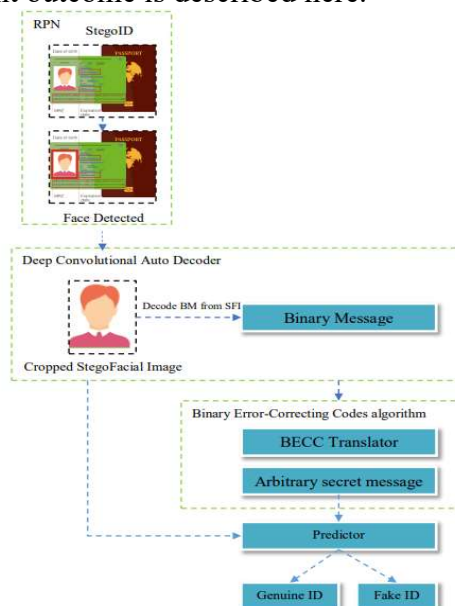 RPN
StegoID
PASSPORT
PASSPORT
Face Detected
Deep Convolutional Auto Decoder
Decode BM from SFI
Binary Message
Cropped StegoFacial Image
Binary Error-Correcting Codes algorithm
BECC Translator
Arbitrary secret message
Predictor
Genuine ID
Fake ID